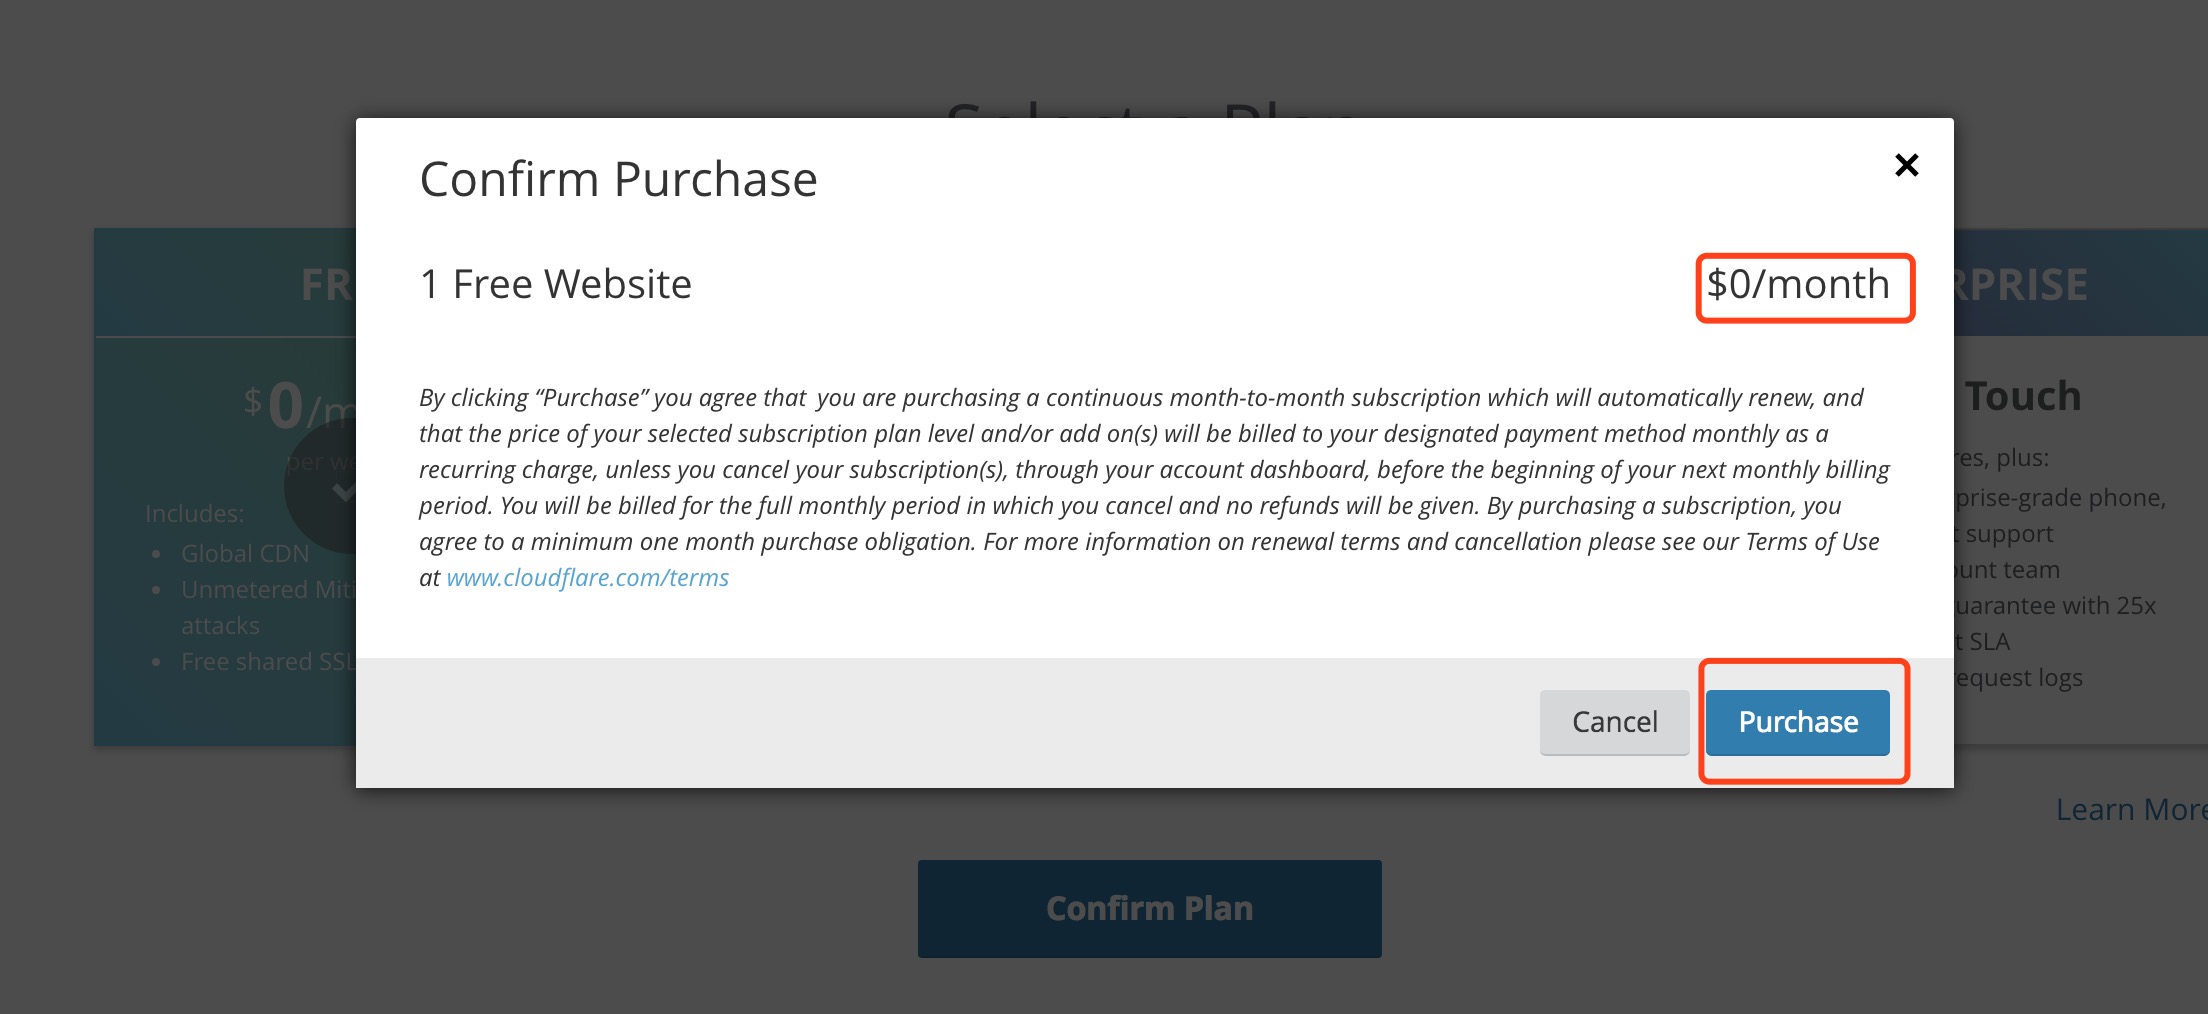 Select a Plan
Confirm Purchase
1 Free Website
$0/month
By clicking “Purchase” you agree that  you are purchasing a continuous month-to-month subscription which will automatically renew, and
that the price of your selected subscription plan level and/or add on(s) will be billed to your designated payment method monthly as a
recurring charge, unless you cancel your subscription(s), through your account dashboard, before the beginning of your next monthly billing
period. You will be billed for the full monthly period in which you cancel and no refunds will be given. By purchasing a subscription, you
agree to a minimum one month purchase obligation. For more information on renewal terms and cancellation please see our Terms of Use
at www.cloudflare.com/terms
Cancel
Purchase
FR
$0/m
per we
Includes:
Global CDN
Unmetered Miti
attacks
Free shared SSL
RPRISE
Touch
res, plus:
prise-grade phone,
t support
ount team
uarantee with 25x
t SLA
request logs
Learn More
Confirm Plan